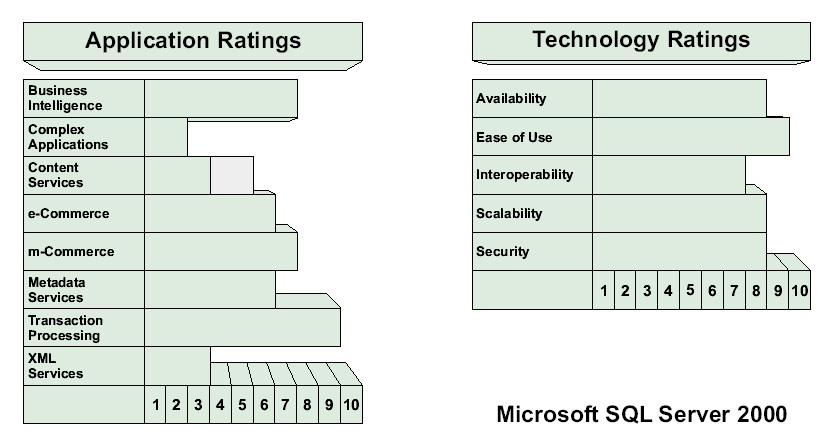 Application Ratings
Business
Intelligence
Complex
Applications
Content
Services
e-Commerce
m-Commerce
Metadata
Services
Transaction
Processing
XML
Services
1 2 3 4 5 6 7 8 9 10
Technology Ratings
Availability
Ease of Use
Interoperability
Scalability
Security
1 2 3 4 5 6 7 8 9 10
Microsoft SQL Server 2000